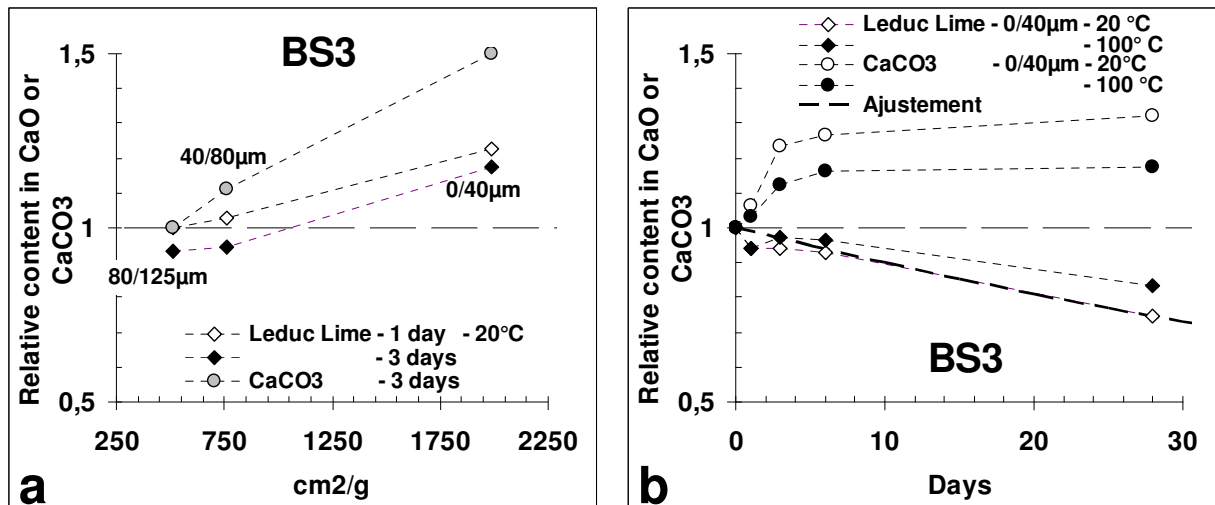 Relative content in CaO or
CaCO3
1,5
1
0,5
BS3
40/80µm
0/40µm
80/125µm
Leduc Lime - 1 day - 20°C
- 3 days
CaCO3 - 3 days
250 750 1250 1750 2250
cm2/g
a
Relative content in CaO or
CaCO3
1,5
1
0,5
Leduc Lime - 0/40µm - 20 °C
- 100° C
CaCO3 - 0/40µm - 20°C
- 100 °C
Ajustement
BS3
0 10 20 30
Days
b